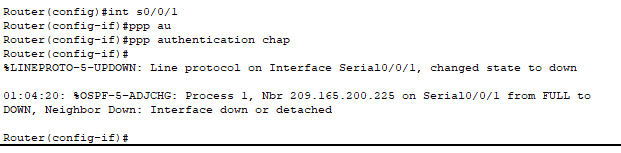 Router(config)#int s0/0/1
Router(config-if)#ppp au
Router(config-if)#ppp authentication chap
Router(config-if)#
%LINEPROTO-5-UPDOWN: Line protocol on Interface Serial0/0/1, changed state to down
01:04:20: %OSPF-5-ADJCHG: Process 1, Nbr 209.165.200.225 on Serial0/0/1 from FULL to
DOWN, Neighbor Down: Interface down or detached
Router(config-if)#